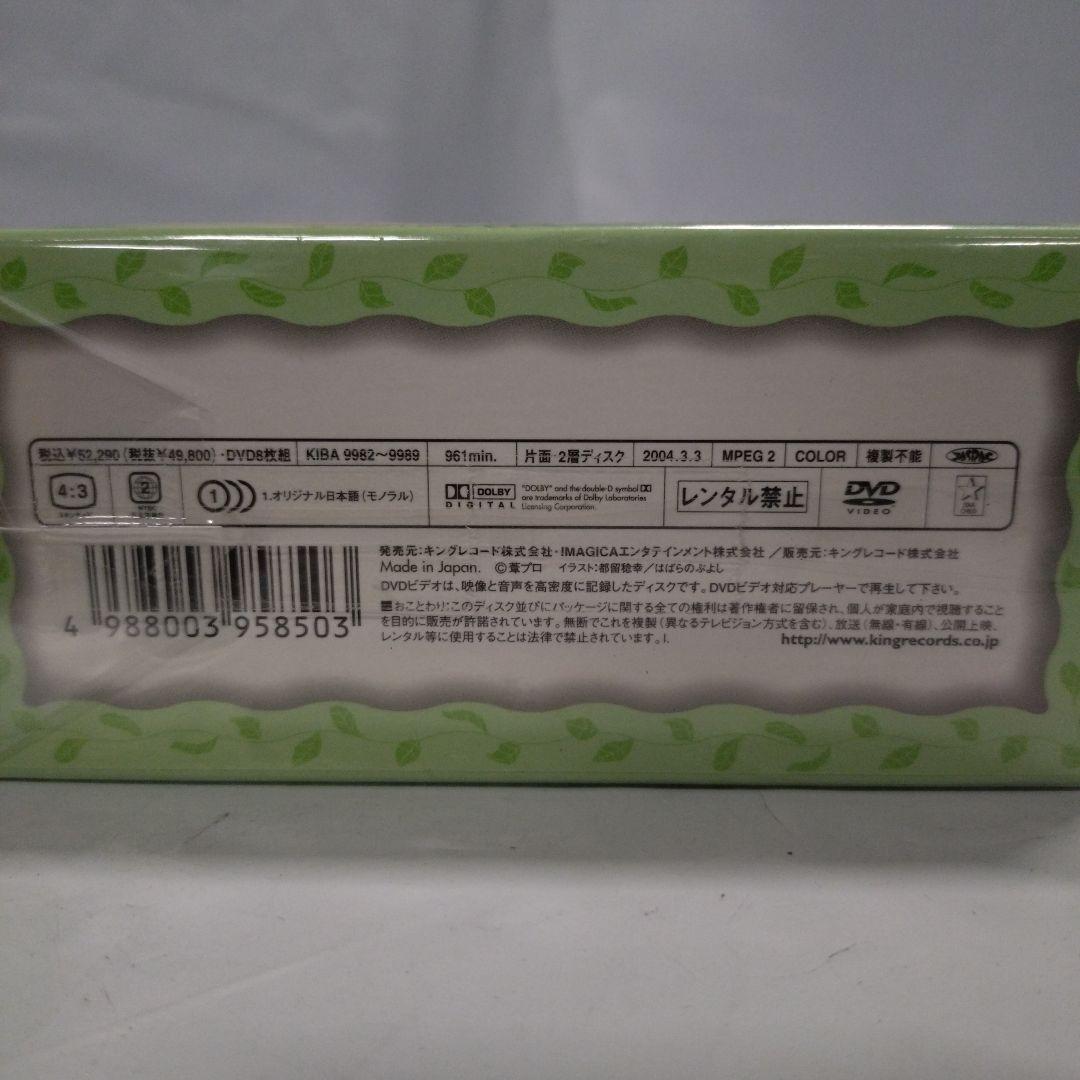 税込¥52,290(税抜¥49,800)・DVD8枚組 KIBA 9982〜9989 961min. 片面・2層ディスク 2004.3.3 MPEG 2 COLOR 複製不能
4:3 2 1 1.オリジナル日本語(モノラル) DOLBY DIGITAL "DOLBY" and the double-D symbol are trademarks of Dolby Laboratories Licensing Corporation. レンタル禁止 DVD VIDEO
4 988003 958503
発売元:キングレコード株式会社・IMAGICAエンタテインメント株式会社/販売元:キングレコード株式会社
Made in Japan. ©葦プロ イラスト:都留稔幸/はばらのぶよし
DVDビデオは、映像と音声を高密度に記録したディスクです。DVDビデオ対応プレーヤーで再生して下さい。
■おことわり:このディスク並びにパッケージに関する全ての権利は著作権者に留保され、個人が家庭内で視聴すること
を目的に販売が許諾されています。無断でこれを複製(異なるテレビジョン方式を含む)、放送(無線・有線)、公開上映、
レンタル等に使用することは法律で禁止されています。I.
http://www.kingrecords.co.jp